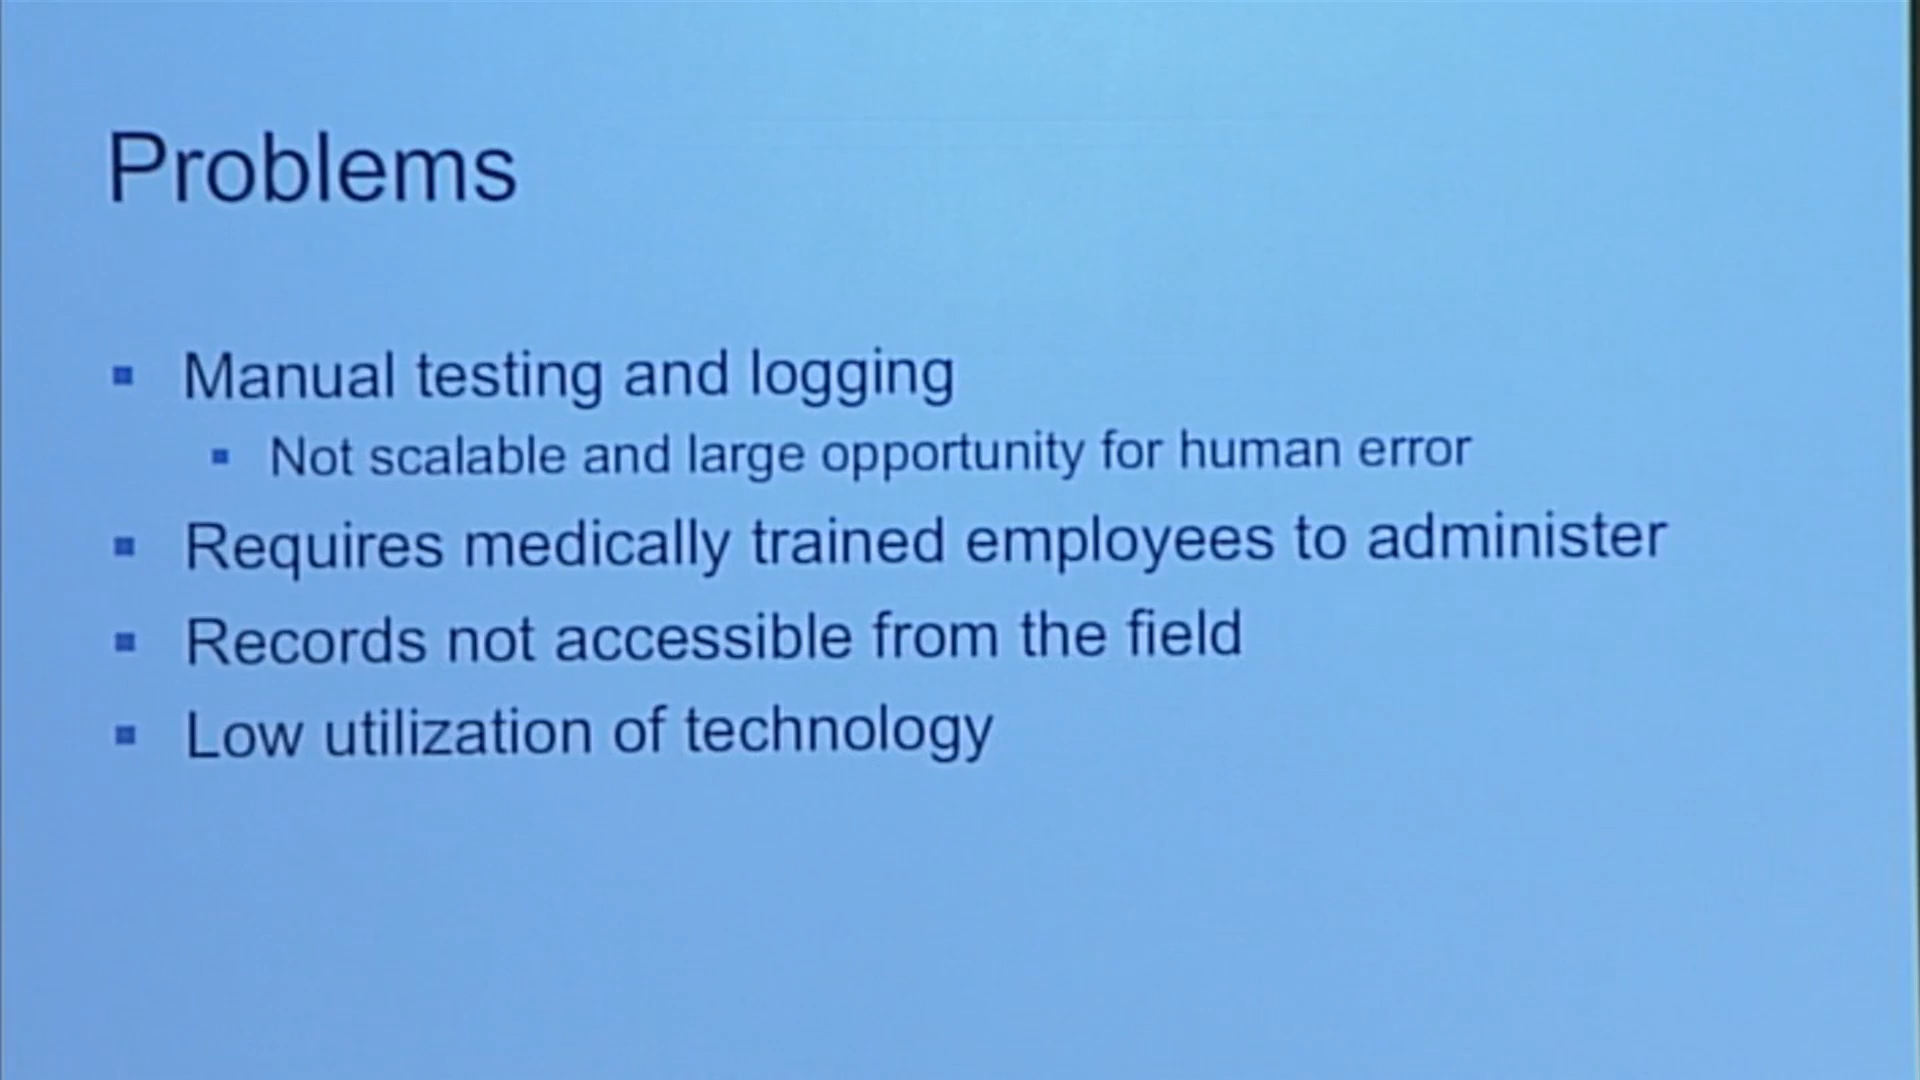 Problems
Manual testing and logging
Not scalable and large opportunity for human error
Requires medically trained employees to administer
Records not accessible from the field
Low utilization of technology